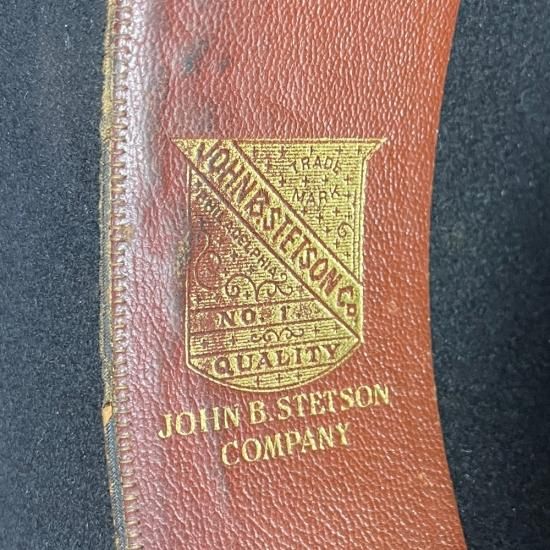 TRADE
MARK
JOHN B. STETSON Co.
PHILADELPHIA
NO. 1
QUALITY
JOHN B. STETSON
COMPANY